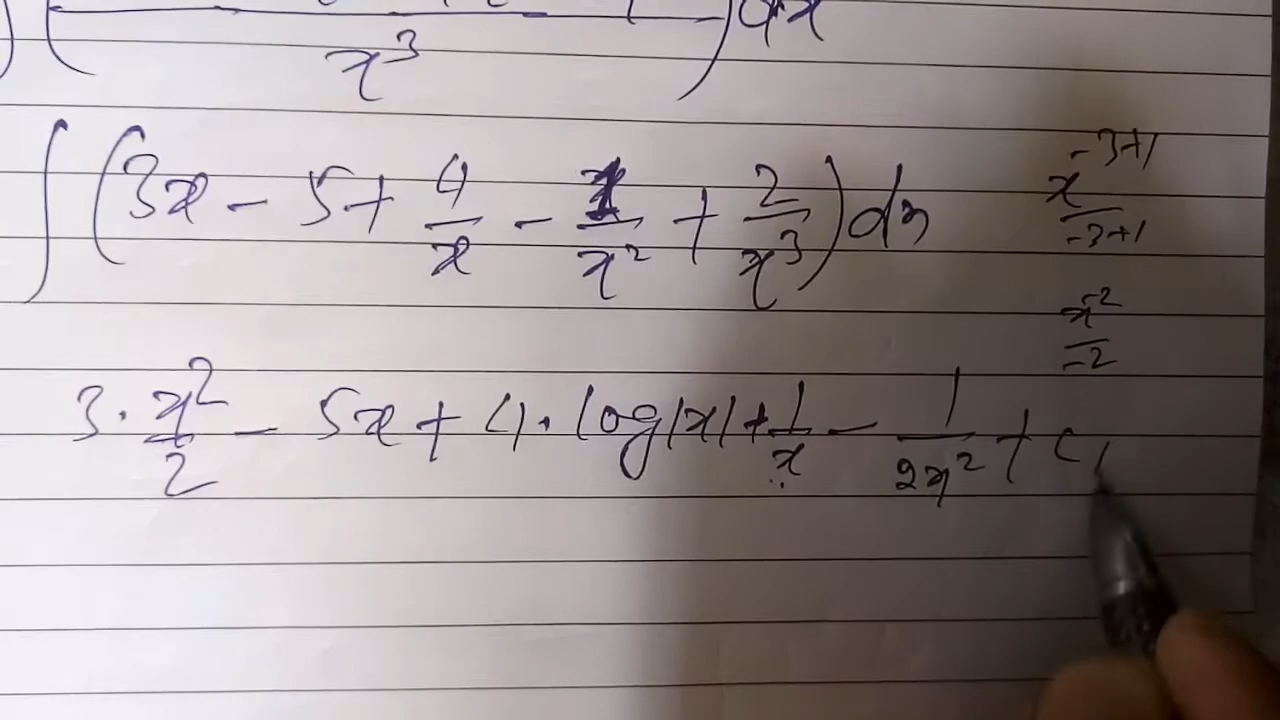 x³ ) dx
∫ (3x - 5 + 4/x - 1/x² + 2/x³) dx
x^(-3+1)/(-3+1)
x^(-2)/(-2)
3 · x²/2 - 5x + 4 · log|x| + 1/x - 1/(2x²) + c,